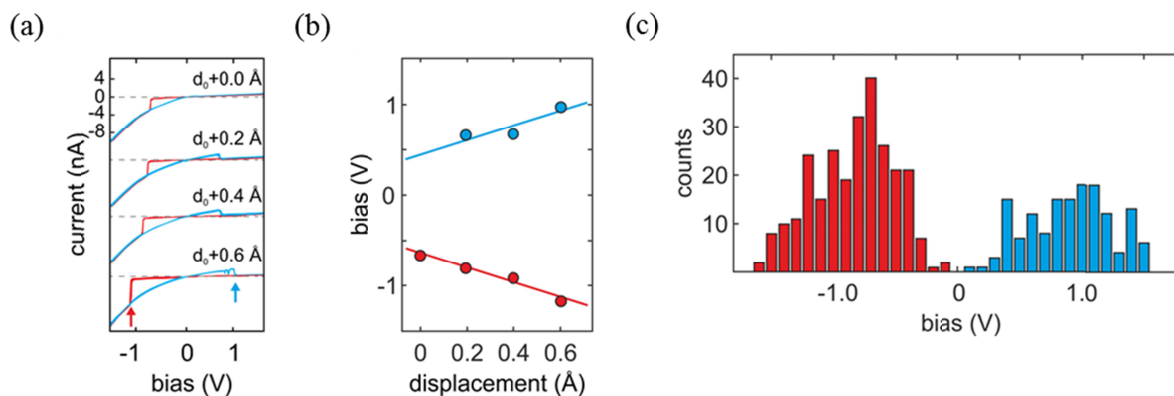 (a)
(b)
(c)
4
0
-4
-8
current (nA)
d₀+0.0 Å
d₀+0.2 Å
d₀+0.4 Å
d₀+0.6 Å
-1
0
1
bias (V)
1
0
-1
bias (V)
0
0.2
0.4
0.6
displacement (Å)
40
30
20
10
counts
-1.0
0
1.0
bias (V)